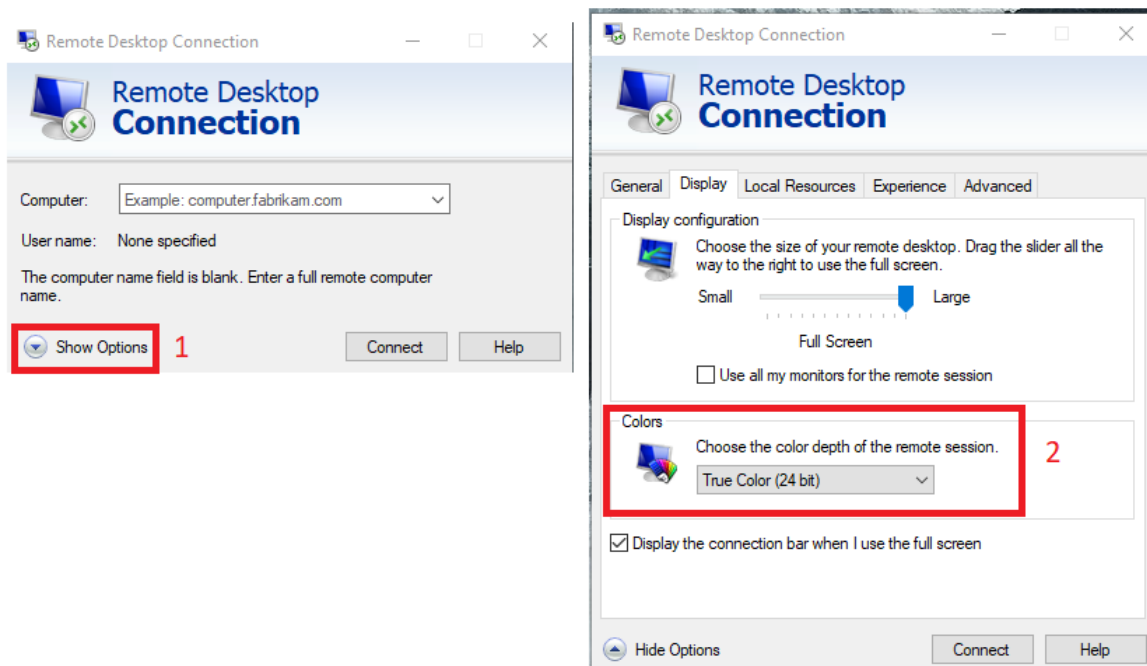 Remote Desktop Connection
Remote Desktop
Connection
Computer:
Example: computer.fabrikam.com
User name:
None specified
The computer name field is blank. Enter a full remote computer
name.
Show Options
1
Connect
Help
Remote Desktop Connection
Remote Desktop
Connection
General
Display
Local Resources
Experience
Advanced
Display configuration
Choose the size of your remote desktop. Drag the slider all the
way to the right to use the full screen.
Small
Large
Full Screen
Use all my monitors for the remote session
Colors
Choose the color depth of the remote session.
True Color (24 bit)
2
Display the connection bar when I use the full screen
Hide Options
Connect
Help